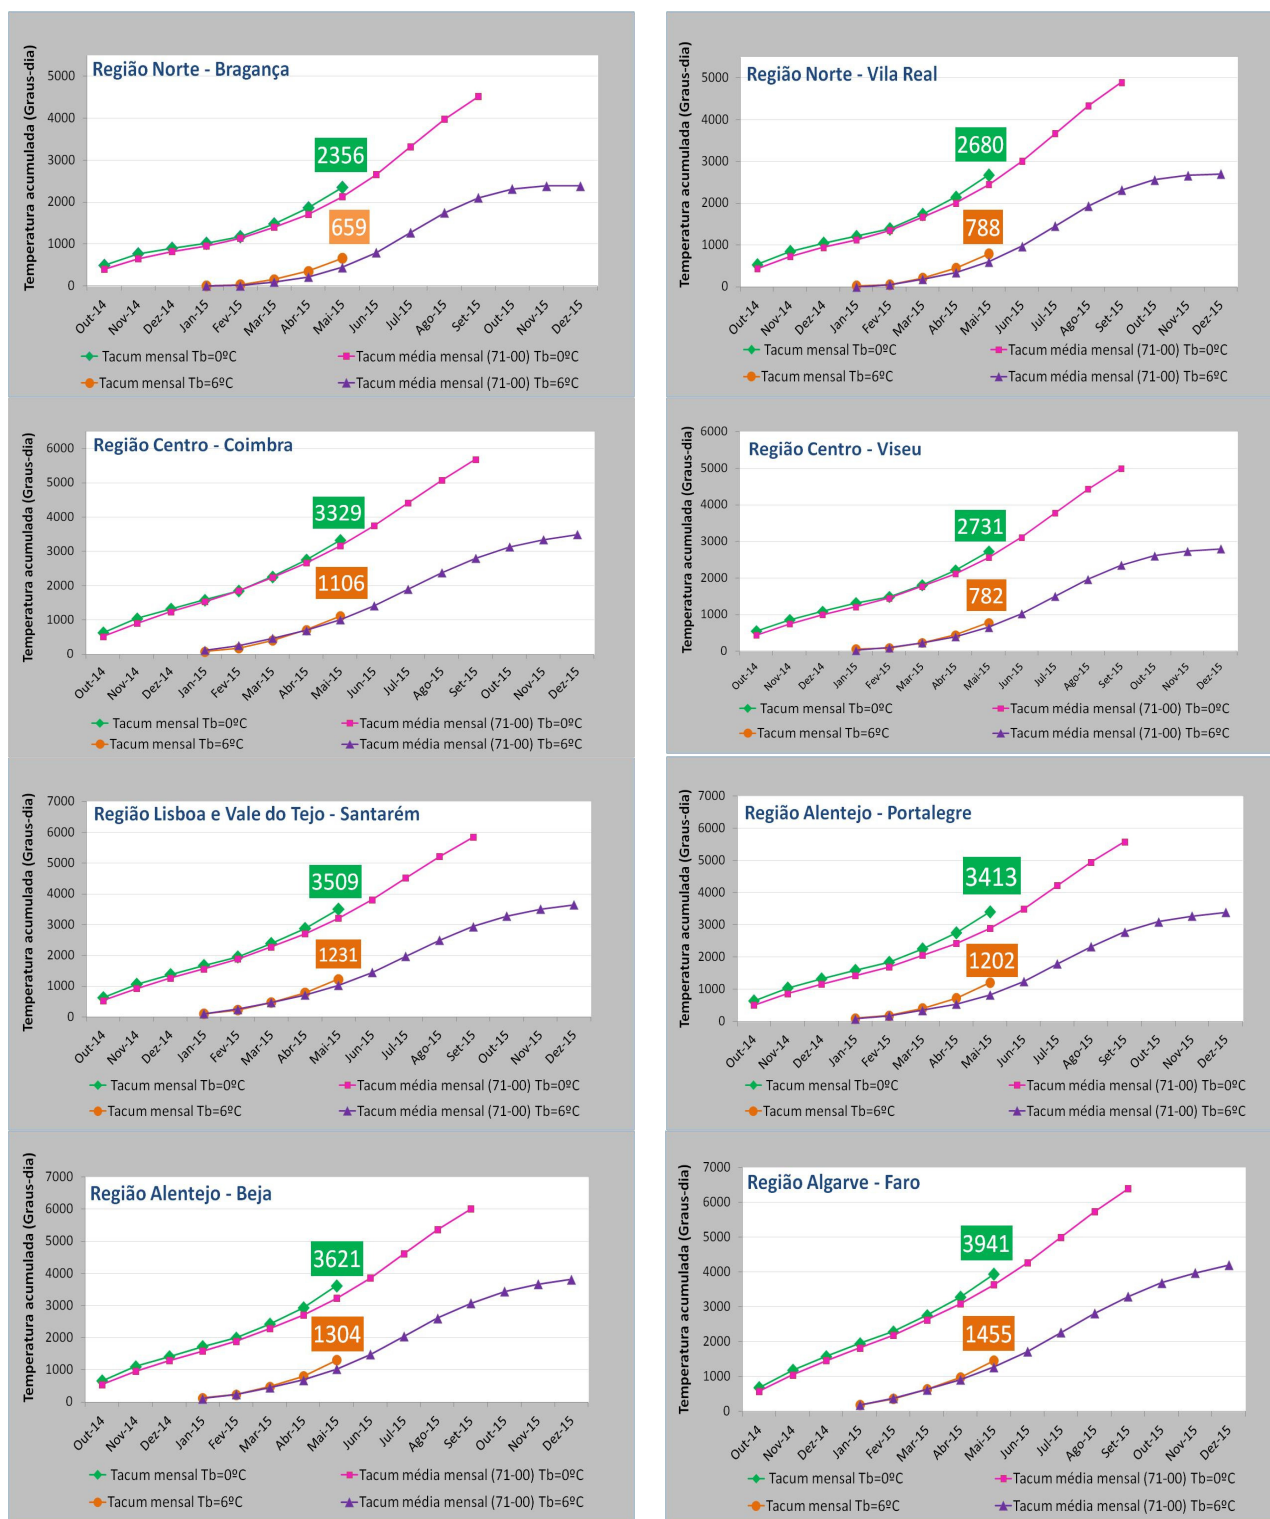 Região Norte - Bragança
Temperatura acumulada (Graus-dia)
5000
4000
3000
2000
1000
0
2356
659
Out-14 Nov-14 Dez-14 Jan-15 Fev-15 Mar-15 Abr-15 Mai-15 Jun-15 Jul-15 Ago-15 Set-15 Out-15 Nov-15 Dez-15
Tacum mensal Tb=0ºC Tacum média mensal (71-00) Tb=0ºC
Tacum mensal Tb=6ºC Tacum média mensal (71-00) Tb=6ºC
Região Norte - Vila Real
Temperatura acumulada (Graus-dia)
5000
4000
3000
2000
1000
0
2680
788
Out-14 Nov-14 Dez-14 Jan-15 Fev-15 Mar-15 Abr-15 Mai-15 Jun-15 Jul-15 Ago-15 Set-15 Out-15 Nov-15 Dez-15
Tacum mensal Tb=0ºC Tacum média mensal (71-00) Tb=0ºC
Tacum mensal Tb=6ºC Tacum média mensal (71-00) Tb=6ºC
Região Centro - Coimbra
Temperatura acumulada (Graus-dia)
6000
5000
4000
3000
2000
1000
0
3329
1106
Out-14 Nov-14 Dez-14 Jan-15 Fev-15 Mar-15 Abr-15 Mai-15 Jun-15 Jul-15 Ago-15 Set-15 Out-15 Nov-15 Dez-15
Tacum mensal Tb=0ºC Tacum média mensal (71-00) Tb=0ºC
Tacum mensal Tb=6ºC Tacum média mensal (71-00) Tb=6ºC
Região Centro - Viseu
Temperatura acumulada (Graus-dia)
6000
5000
4000
3000
2000
1000
0
2731
782
Out-14 Nov-14 Dez-14 Jan-15 Fev-15 Mar-15 Abr-15 Mai-15 Jun-15 Jul-15 Ago-15 Set-15 Out-15 Nov-15 Dez-15
Tacum mensal Tb=0ºC Tacum média mensal (71-00) Tb=0ºC
Tacum mensal Tb=6ºC Tacum média mensal (71-00) Tb=6ºC
Região Lisboa e Vale do Tejo - Santarém
Temperatura acumulada (Graus-dia)
7000
6000
5000
4000
3000
2000
1000
0
3509
1231
Out-14 Nov-14 Dez-14 Jan-15 Fev-15 Mar-15 Abr-15 Mai-15 Jun-15 Jul-15 Ago-15 Set-15 Out-15 Nov-15 Dez-15
Tacum mensal Tb=0ºC Tacum média mensal (71-00) Tb=0ºC
Tacum mensal Tb=6ºC Tacum média mensal (71-00) Tb=6ºC
Região Alentejo - Portalegre
Temperatura acumulada (Graus-dia)
7000
6000
5000
4000
3000
2000
1000
0
3413
1202
Out-14 Nov-14 Dez-14 Jan-15 Fev-15 Mar-15 Abr-15 Mai-15 Jun-15 Jul-15 Ago-15 Set-15 Out-15 Nov-15 Dez-15
Tacum mensal Tb=0ºC Tacum média mensal (71-00) Tb=0ºC
Tacum mensal Tb=6ºC Tacum média mensal (71-00) Tb=6ºC
Região Alentejo - Beja
Temperatura acumulada (Graus-dia)
7000
6000
5000
4000
3000
2000
1000
0
3621
1304
Out-14 Nov-14 Dez-14 Jan-15 Fev-15 Mar-15 Abr-15 Mai-15 Jun-15 Jul-15 Ago-15 Set-15 Out-15 Nov-15 Dez-15
Tacum mensal Tb=0ºC Tacum média mensal (71-00) Tb=0ºC
Tacum mensal Tb=6ºC Tacum média mensal (71-00) Tb=6ºC
Região Algarve - Faro
Temperatura acumulada (Graus-dia)
7000
6000
5000
4000
3000
2000
1000
0
3941
1455
Out-14 Nov-14 Dez-14 Jan-15 Fev-15 Mar-15 Abr-15 Mai-15 Jun-15 Jul-15 Ago-15 Set-15 Out-15 Nov-15 Dez-15
Tacum mensal Tb=0ºC Tacum média mensal (71-00) Tb=0ºC
Tacum mensal Tb=6ºC Tacum média mensal (71-00) Tb=6ºC